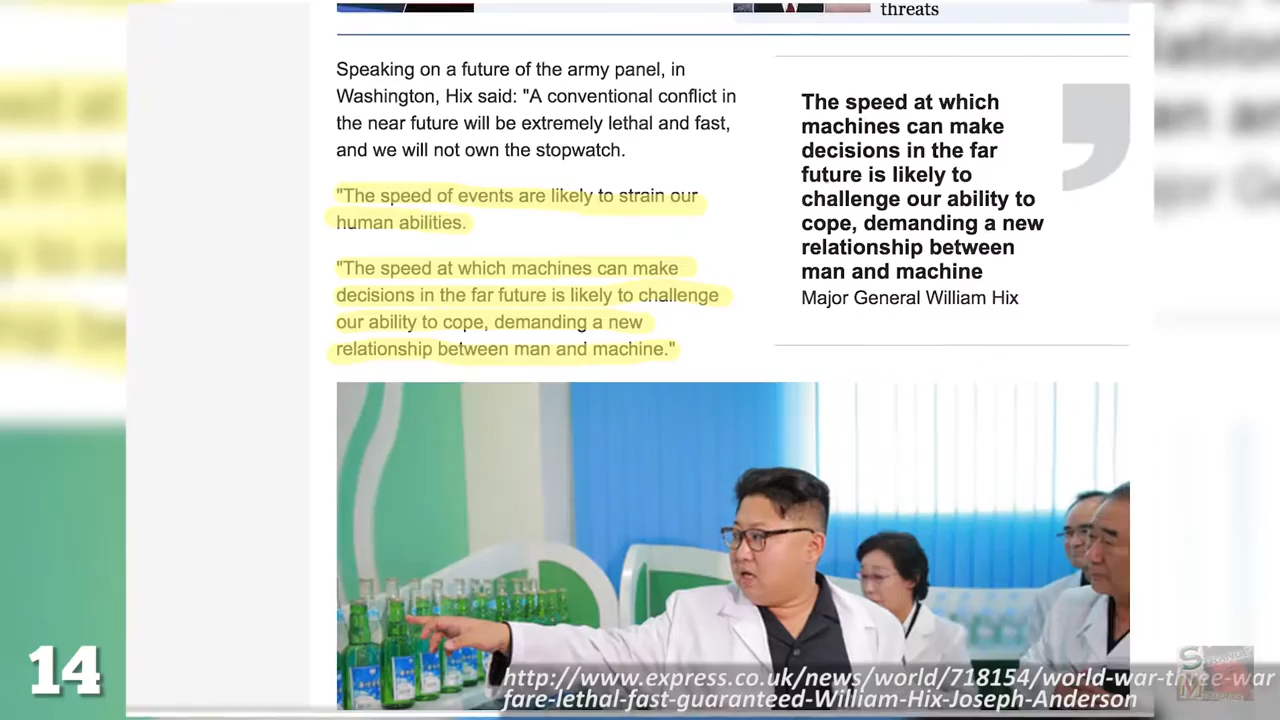 threats
Speaking on a future of the army panel, in
Washington, Hix said: "A conventional conflict in
the near future will be extremely lethal and fast,
and we will not own the stopwatch.
"The speed of events are likely to strain our
human abilities.
"The speed at which machines can make
decisions in the far future is likely to challenge
our ability to cope, demanding a new
relationship between man and machine."
The speed at which
machines can make
decisions in the far
future is likely to
challenge our ability to
cope, demanding a new
relationship between
man and machine
Major General William Hix
14
http://www.express.co.uk/news/world/718154/world-war-three-war
fare-lethal-fast-guaranteed-William-Hix-Joseph-Anderson
STRANGE